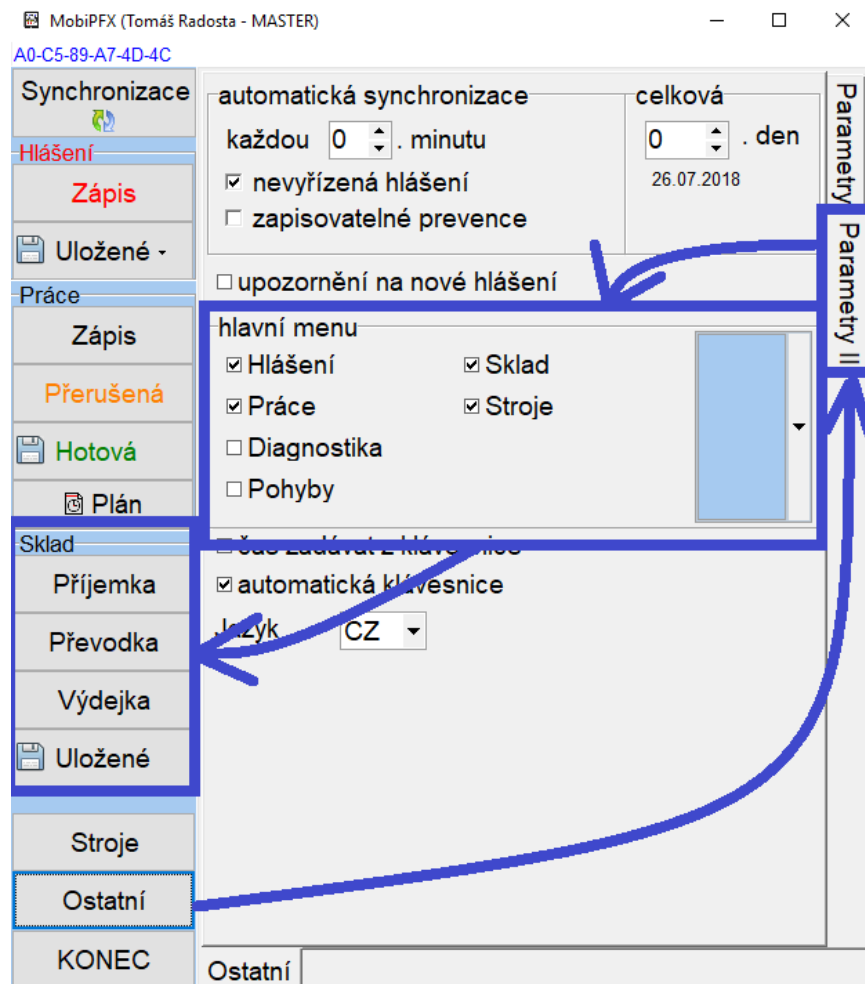 MobiPFX (Tomáš Radosta - MASTER)
A0-C5-89-A7-4D-4C
Synchronizace
Hlášení
Zápis
Uložené
Práce
Zápis
Přerušená
Hotová
Plán
Sklad
Příjemka
Převodka
Výdejka
Uložené
Stroje
Ostatní
KONEC
automatická synchronizace
každou 0 . minutu
nevyřízená hlášení
zapisovatelné prevence
celková
0 . den
26.07.2018
upozornění na nové hlášení
hlavní menu
Hlášení
Sklad
Práce
Stroje
Diagnostika
Pohyby
čas zadávat z klávesnice
automatická klávesnice
Jazyk CZ
Ostatní
Parametry
Parametry II